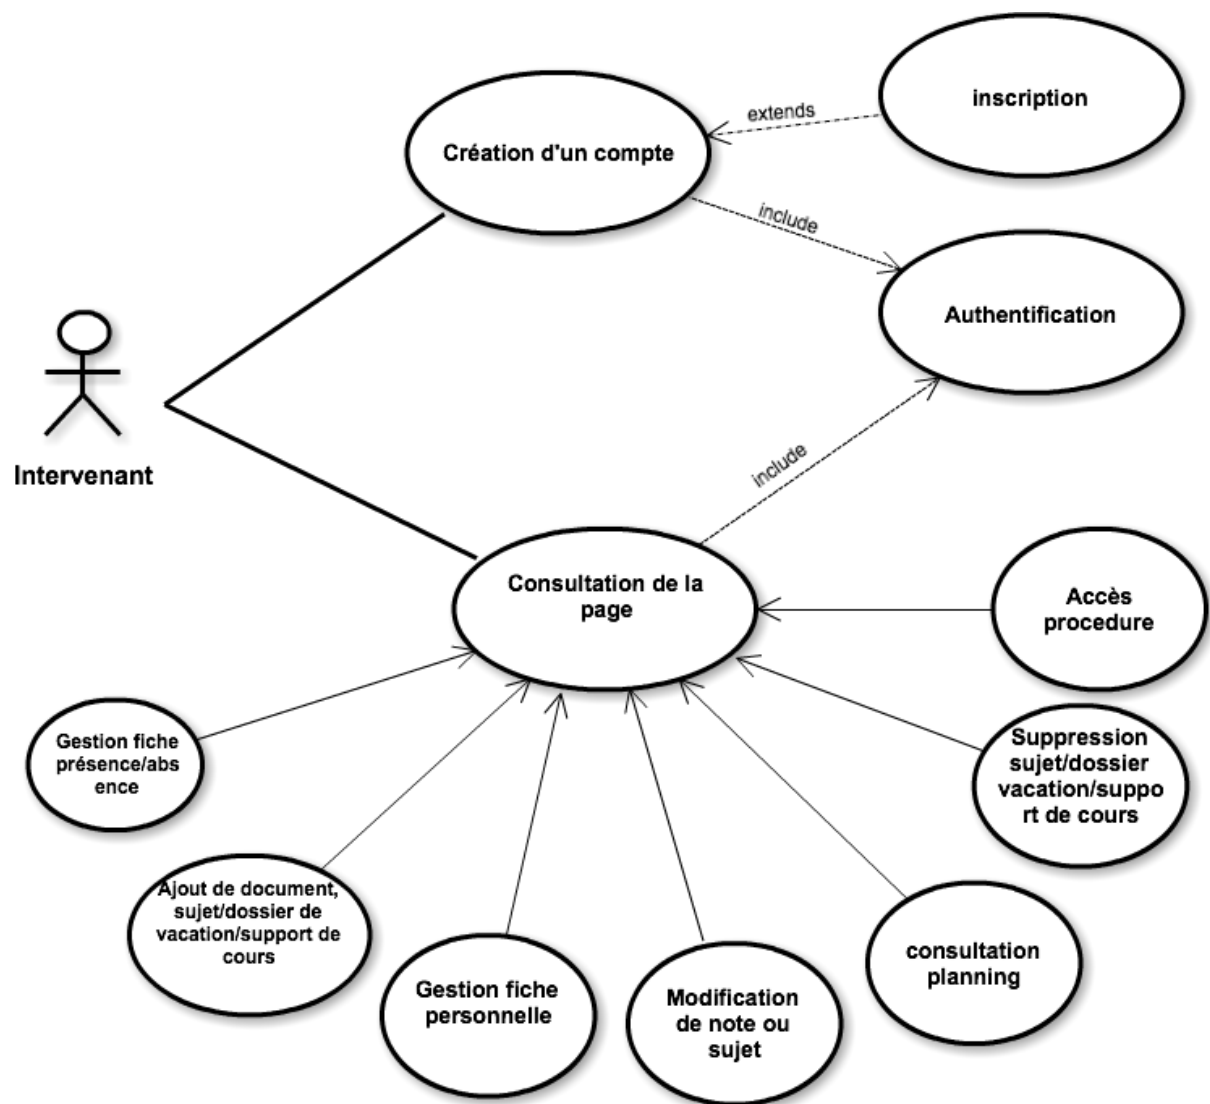 inscription
extends
Création d'un compte
include
Authentification
Intervenant
include
Consultation de la
page
Accès
procedure
Gestion fiche
présence/abs
ence
Suppression
sujet/dossier
vacation/suppo
rt de cours
Ajout de document,
sujet/dossier de
vacation/support de
cours
consultation
planning
Gestion fiche
personnelle
Modification
de note ou
sujet